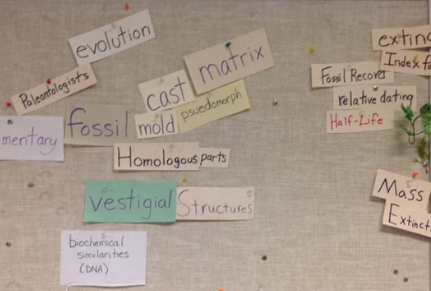 evolution
matrix
Paleontologists
cast
psuedomorph
mentary
fossil
mold
Homologous parts
vestigial Structures
biochemical
similarities
(DNA)
extinc
Index fo
Fossil Record
relative dating
Half-Life
Mass
Extinct